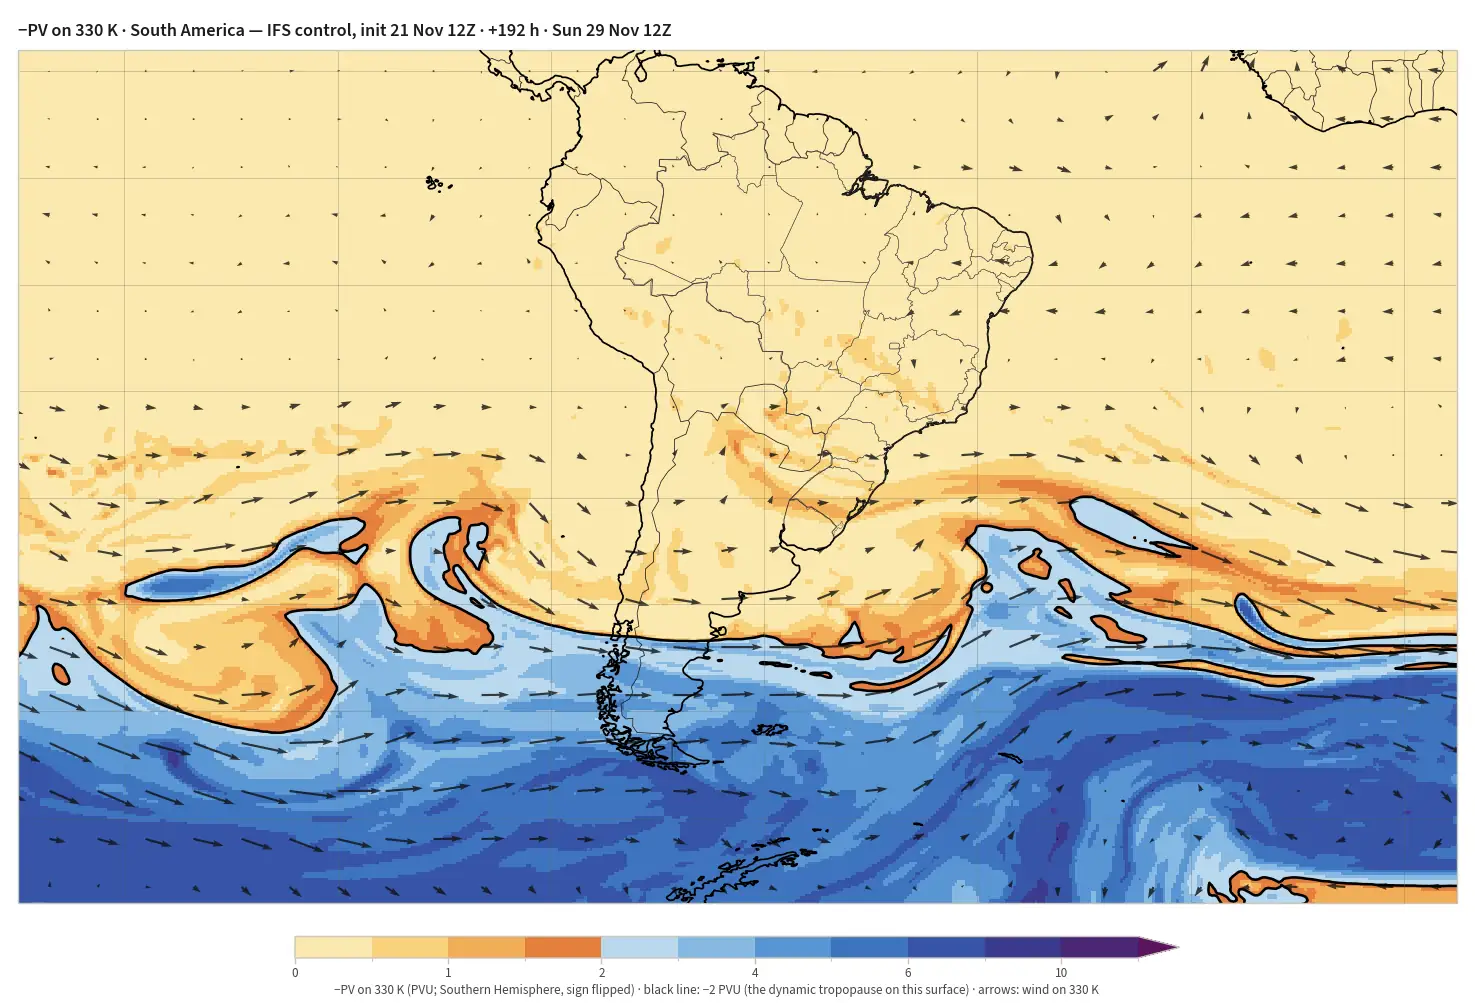 −PV on 330 K · South America — IFS control, init 21 Nov 12Z · +192 h · Sun 29 Nov 12Z
0 1 2 4 6 10
−PV on 330 K (PVU; Southern Hemisphere, sign flipped) · black line: −2 PVU (the dynamic tropopause on this surface) · arrows: wind on 330 K